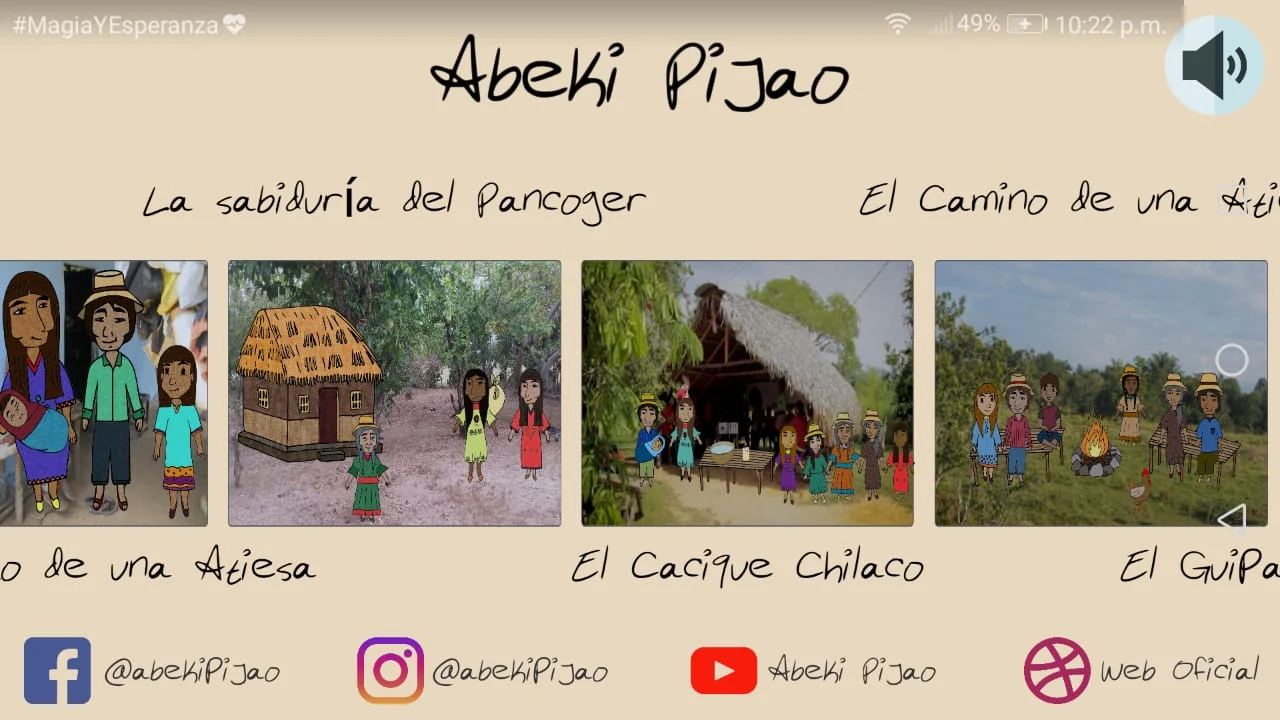 #MagiaYEsperanza
49% 10:22 p.m.
Abeki Pijao
La sabiduría del Pancoger
El Camino de una Ati
o de una Atiesa
El Cacique Chilaco
El GuiPa
@abekiPijao
@abekiPijao
Abeki Pijao
Web Oficial